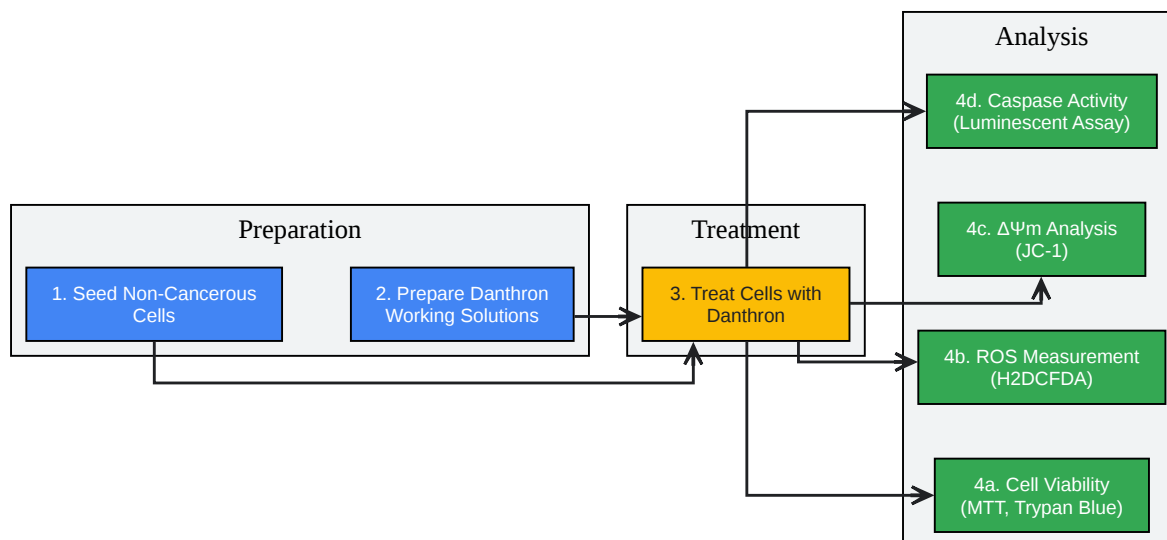 Preparation
1. Seed Non-Cancerous
Cells
2. Prepare Danthron
Working Solutions
Treatment
3. Treat Cells with
Danthron
Analysis
4d. Caspase Activity
(Luminescent Assay)
4c. ΔΨm Analysis
(JC-1)
4b. ROS Measurement
(H2DCFDA)
4a. Cell Viability
(MTT, Trypan Blue)